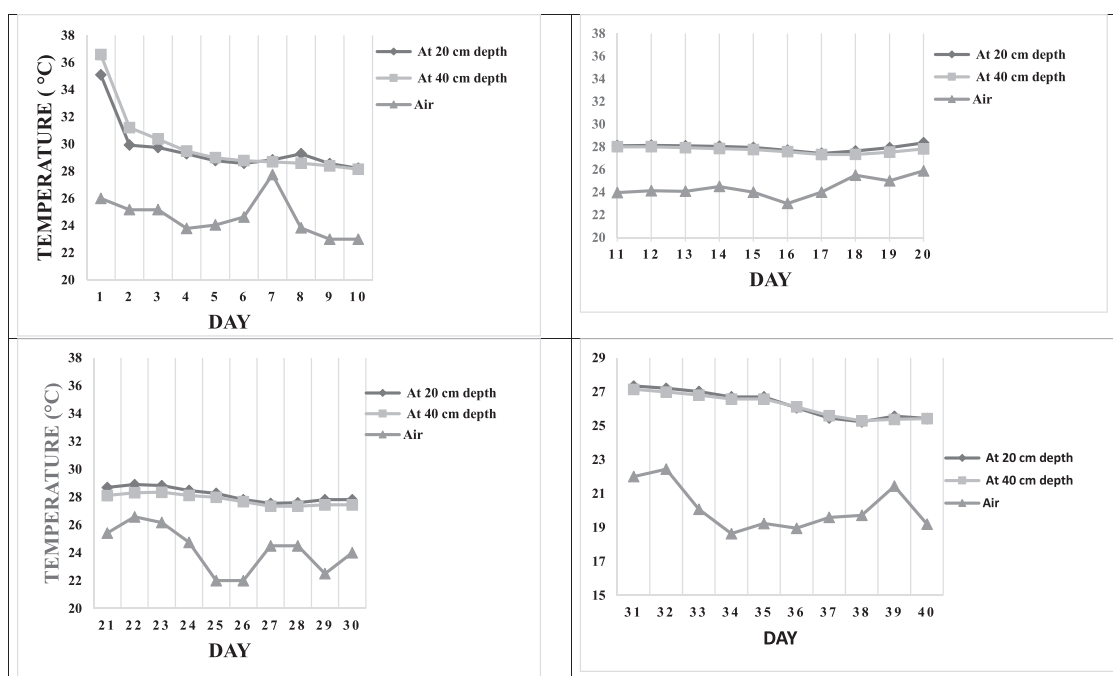 TEMPERATURE ( °C)
38
36
34
32
30
28
26
24
22
20
1 2 3 4 5 6 7 8 9 10
DAY
At 20 cm depth
At 40 cm depth
Air
38
36
34
32
30
28
26
24
22
20
11 12 13 14 15 16 17 18 19 20
DAY
At 20 cm depth
At 40 cm depth
Air
TEMPERATURE (°C)
38
36
34
32
30
28
26
24
22
20
21 22 23 24 25 26 27 28 29 30
DAY
At 20 cm depth
At 40 cm depth
Air
29
27
25
23
21
19
17
15
31 32 33 34 35 36 37 38 39 40
DAY
At 20 cm depth
At 40 cm depth
Air